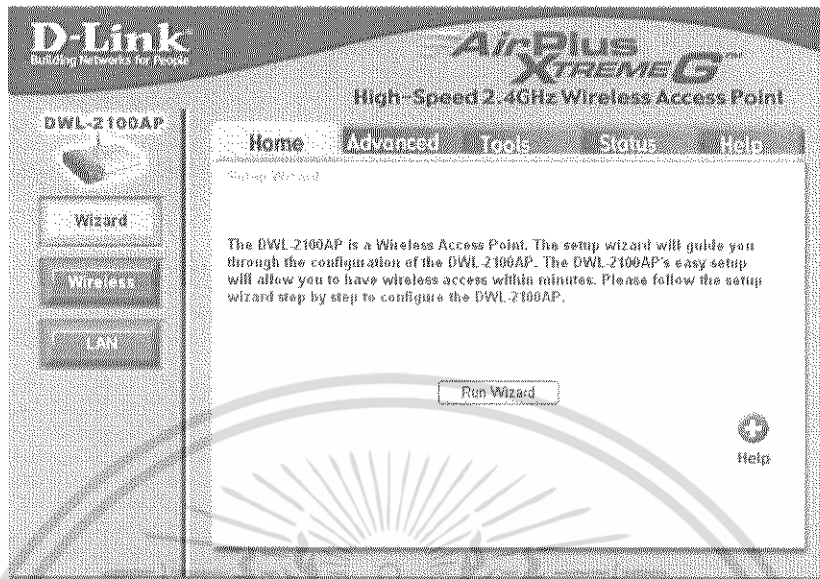 D-Link
Building Networks for People
AirPlus
XTREME G™
High-Speed 2.4GHz Wireless Access Point
DWL-2100AP
Home Advanced Tools Status Help
Setup Wizard
Wizard
Wireless
LAN
The DWL-2100AP is a Wireless Access Point. The setup wizard will guide you
through the configuration of the DWL-2100AP. The DWL-2100AP's easy setup
will allow you to have wireless access within minutes. Please follow the setup
wizard step by step to configure the DWL-2100AP.
Run Wizard
Help